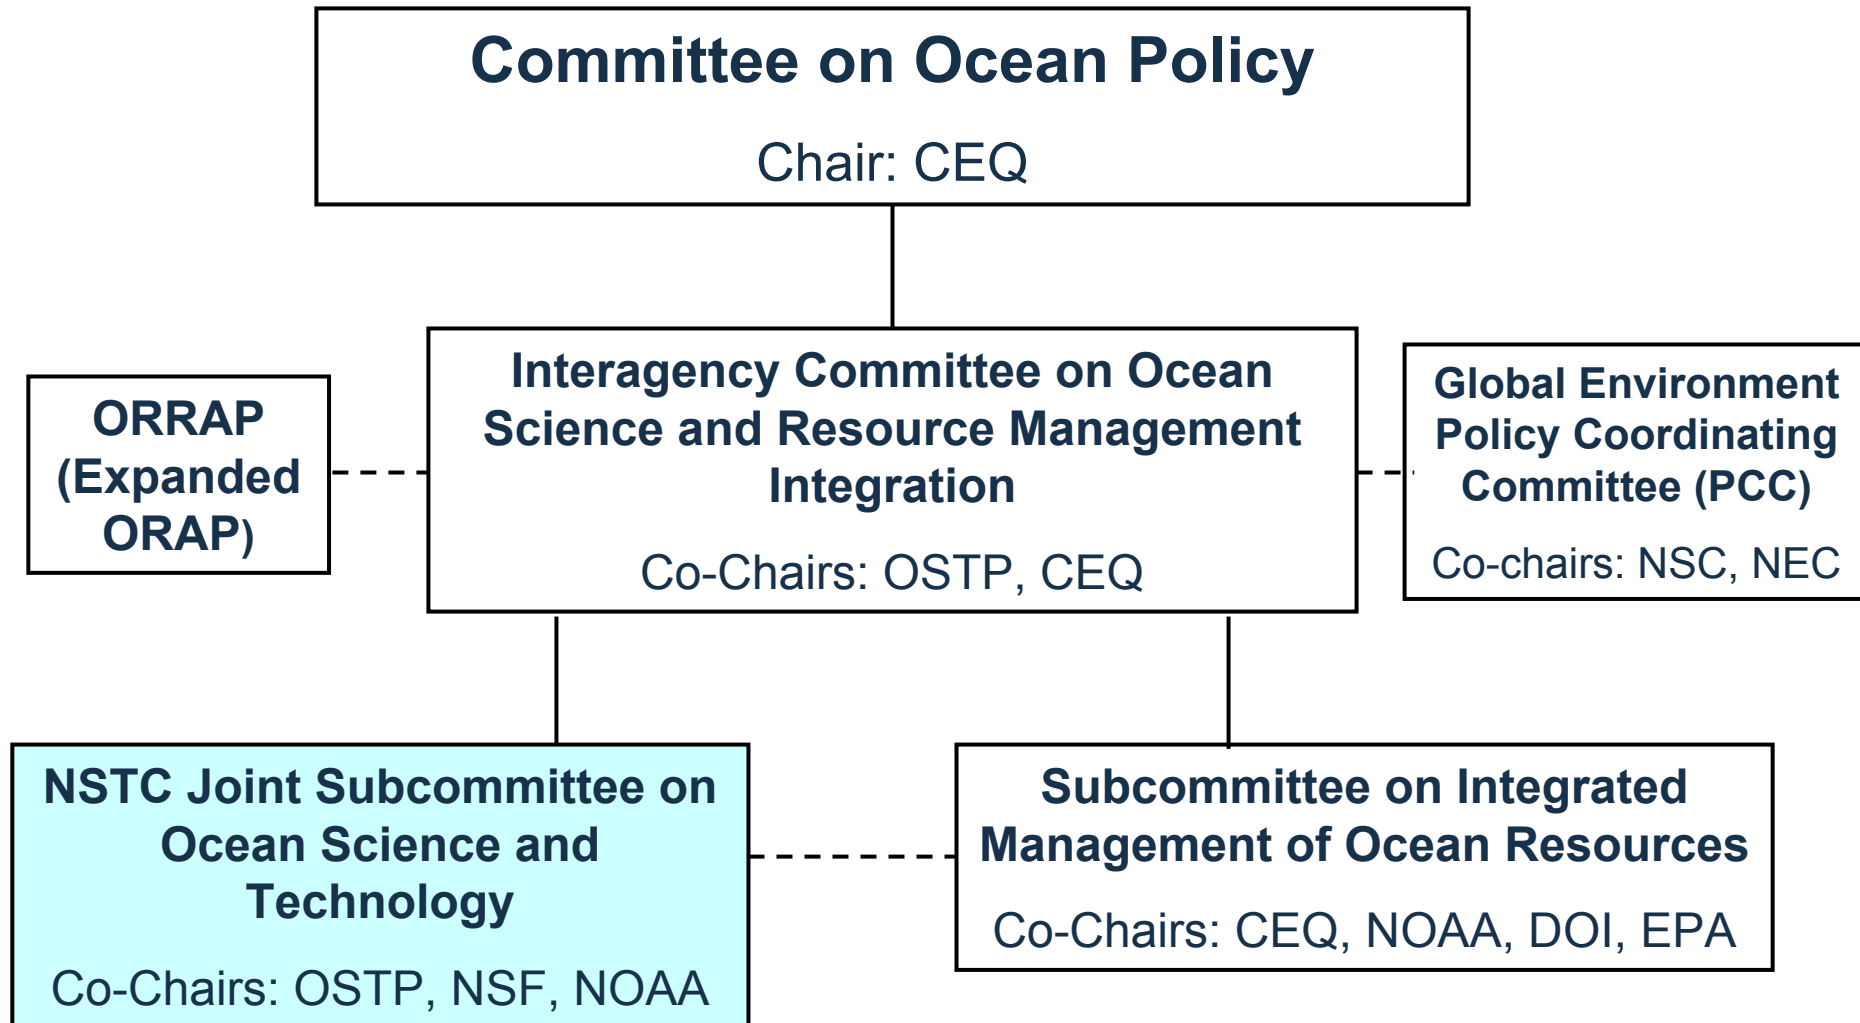 Committee on Ocean Policy
Chair: CEQ
Interagency Committee on Ocean
Science and Resource Management
Integration
Co-Chairs: OSTP, CEQ
ORRAP
(Expanded
ORAP)
Global Environment
Policy Coordinating
Committee (PCC)
Co-chairs: NSC, NEC
NSTC Joint Subcommittee on
Ocean Science and
Technology
Co-Chairs: OSTP, NSF, NOAA
Subcommittee on Integrated
Management of Ocean Resources
Co-Chairs: CEQ, NOAA, DOI, EPA